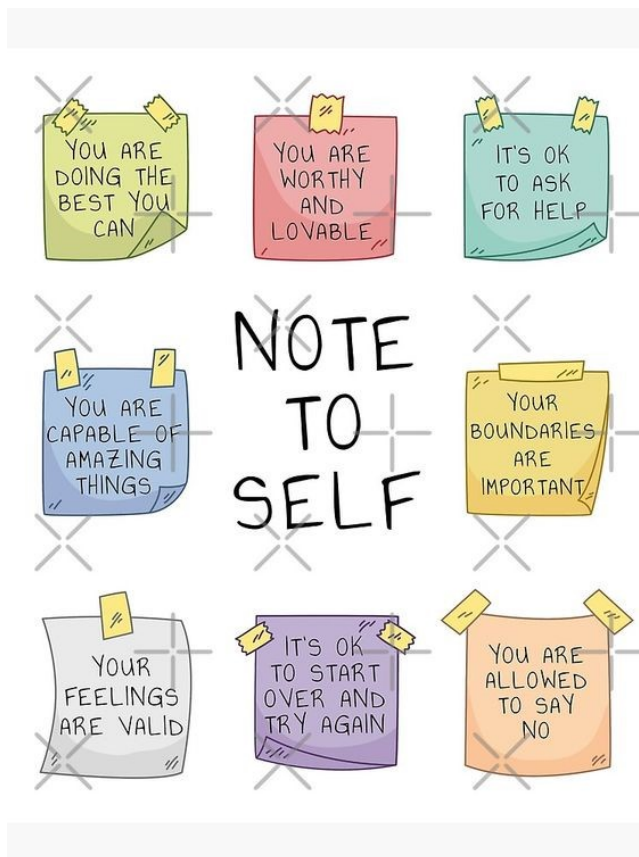 YOU ARE
DOING THE
BEST YOU
CAN
YOU ARE
WORTHY
AND
LOVABLE
IT'S OK
TO ASK
FOR HELP
YOU ARE
CAPABLE OF
AMAZING
THINGS
NOTE
TO
SELF
YOUR
BOUNDARIES
ARE
IMPORTANT
YOUR
FEELINGS
ARE VALID
IT'S OK
TO START
OVER AND
TRY AGAIN
YOU ARE
ALLOWED
TO SAY
NO